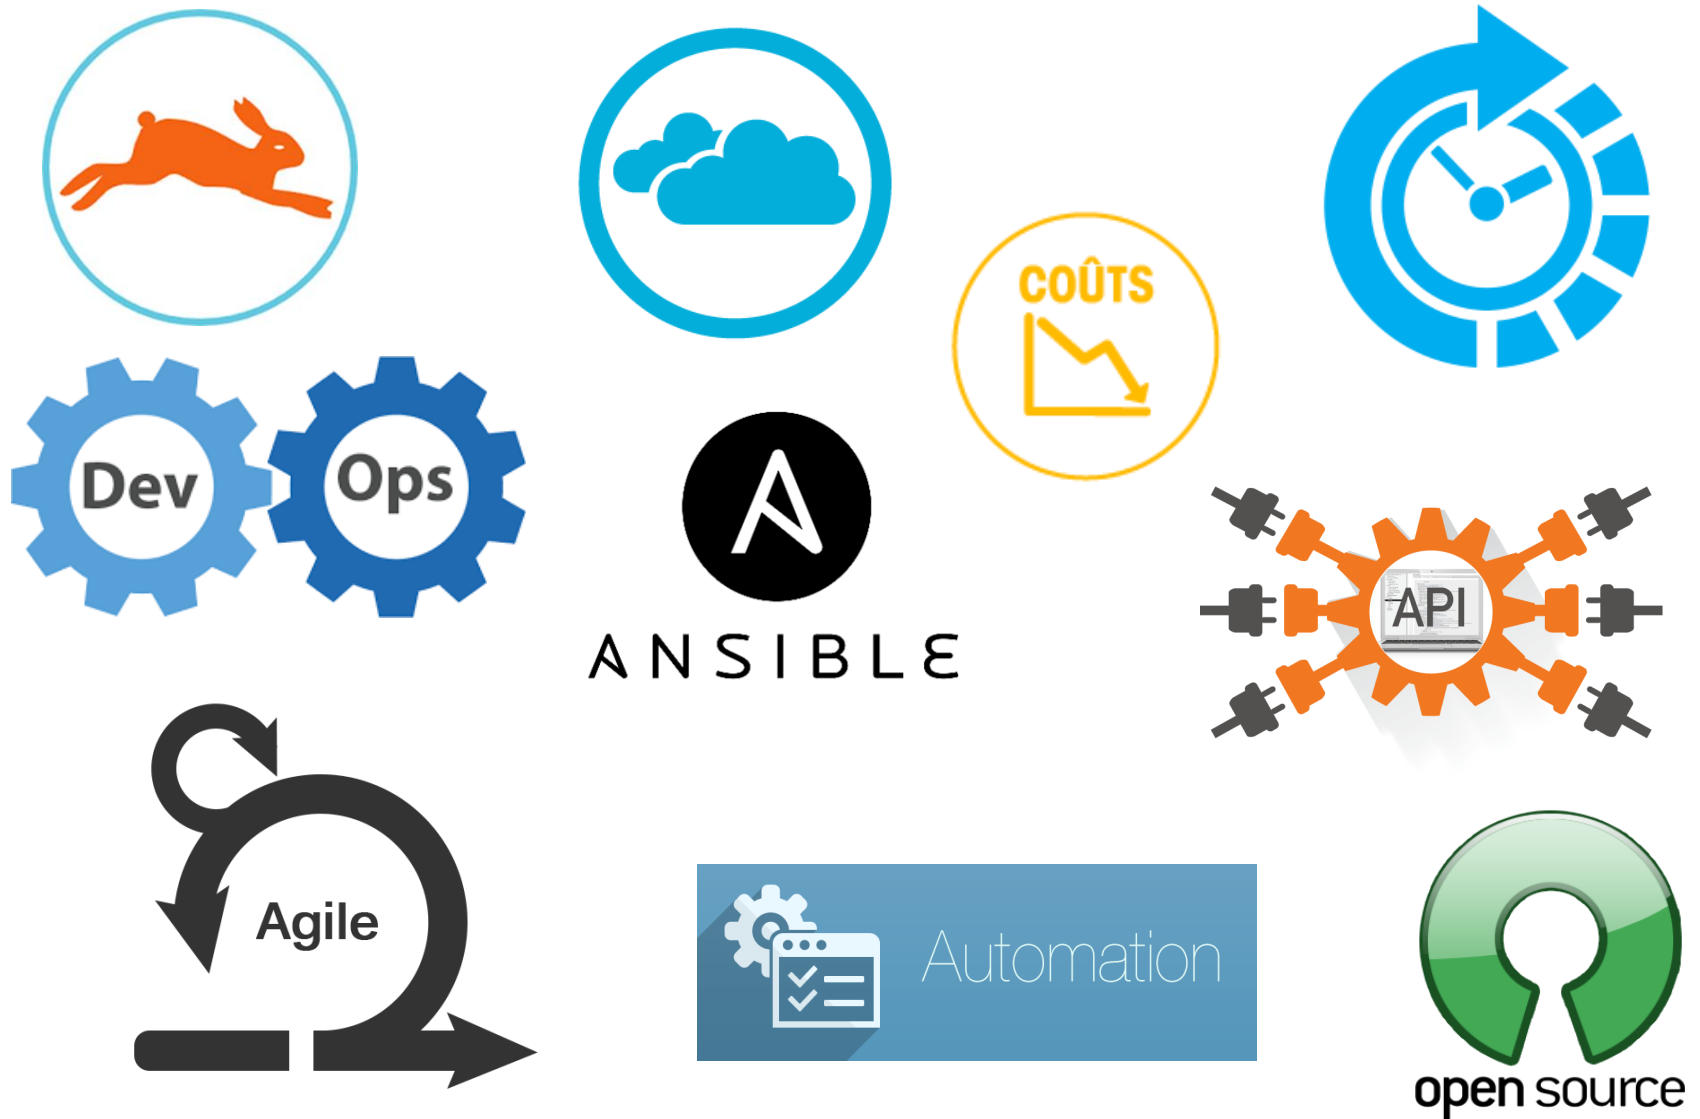 COÛTS
Dev
Ops
ANSIBLE
API
Agile
Automation
open source